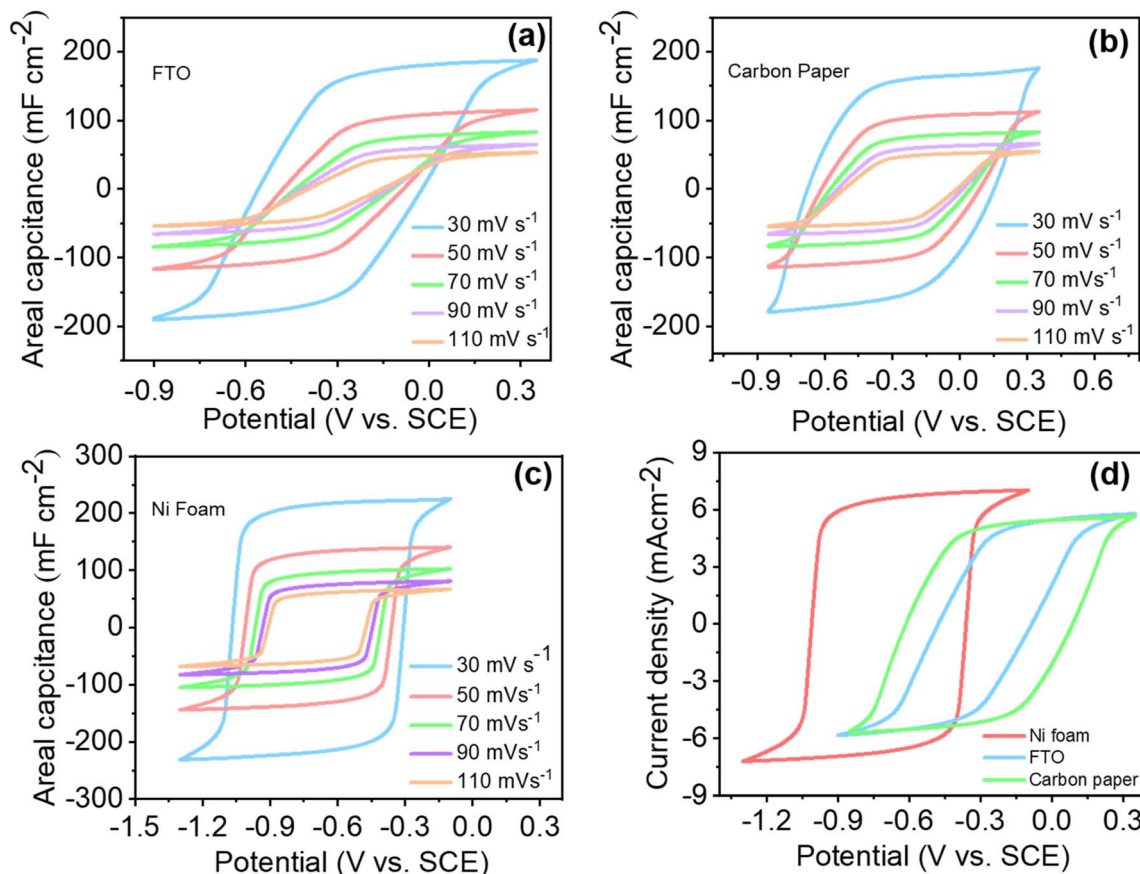 (a)
FTO
Areal capcitance (mF cm-2)
200
100
0
-100
-200
30 mV s-1
50 mV s-1
70 mV s-1
90 mV s-1
110 mV s-1
-0.9 -0.6 -0.3 0.0 0.3
Potential (V vs. SCE)
(b)
Carbon Paper
Areal capcitance (mF cm-2)
200
100
0
-100
-200
30 mV s-1
50 mV s-1
70 mVs-1
90 mV s-1
110 mV s-1
-0.9 -0.6 -0.3 0.0 0.3 0.6
Potential (V vs. SCE)
(c)
Ni Foam
Areal capcitance (mF cm-2)
300
200
100
0
-100
-200
-300
30 mV s-1
50 mVs-1
70 mVs-1
90 mVs-1
110 mVs-1
-1.5 -1.2 -0.9 -0.6 -0.3 0.0 0.3
Potential (V vs. SCE)
(d)
Current density (mAcm-2)
9
6
3
0
-3
-6
-9
Ni foam
FTO
Carbon paper
-1.2 -0.9 -0.6 -0.3 0.0 0.3
Potential (V vs. SCE)